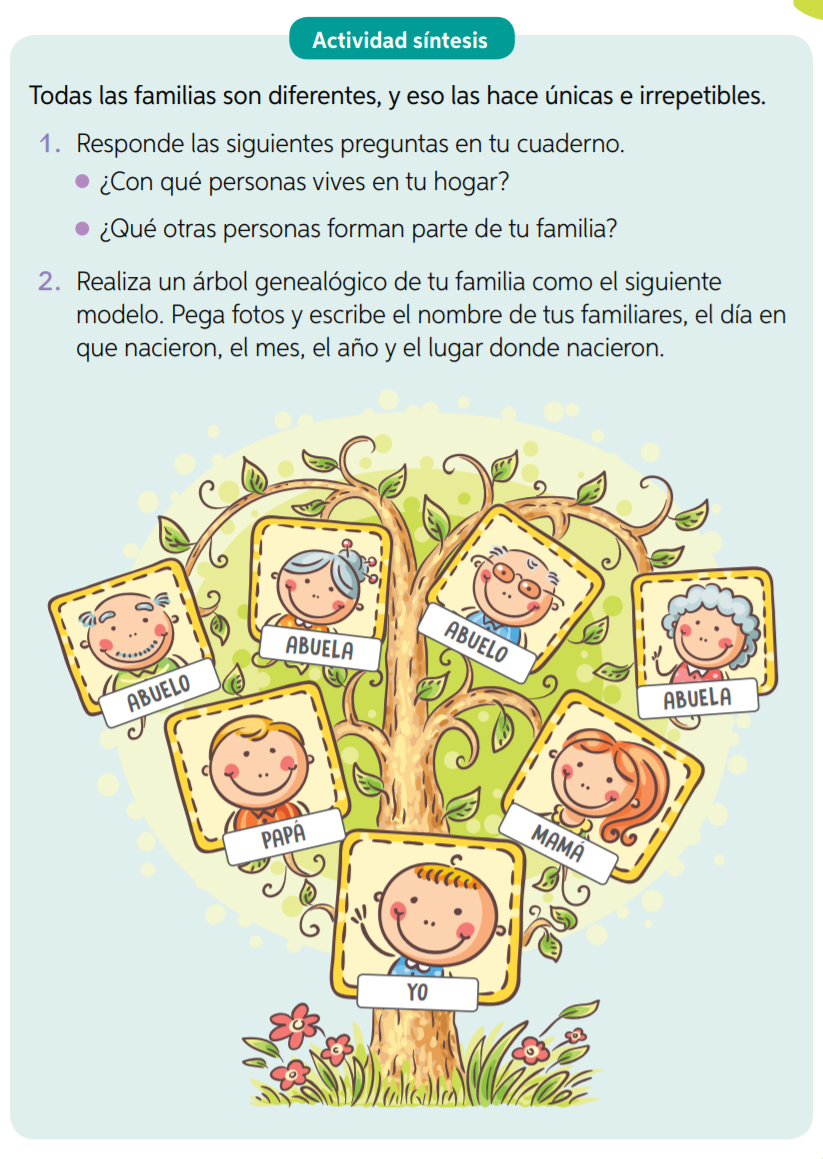 Actividad síntesis
Todas las familias son diferentes, y eso las hace únicas e irrepetibles.
1. Responde las siguientes preguntas en tu cuaderno.
● ¿Con qué personas vives en tu hogar?
● ¿Qué otras personas forman parte de tu familia?
2. Realiza un árbol genealógico de tu familia como el siguiente
modelo. Pega fotos y escribe el nombre de tus familiares, el día en
que nacieron, el mes, el año y el lugar donde nacieron.
ABUELO
ABUELA
ABUELO
ABUELA
PAPÁ
MAMÁ
YO